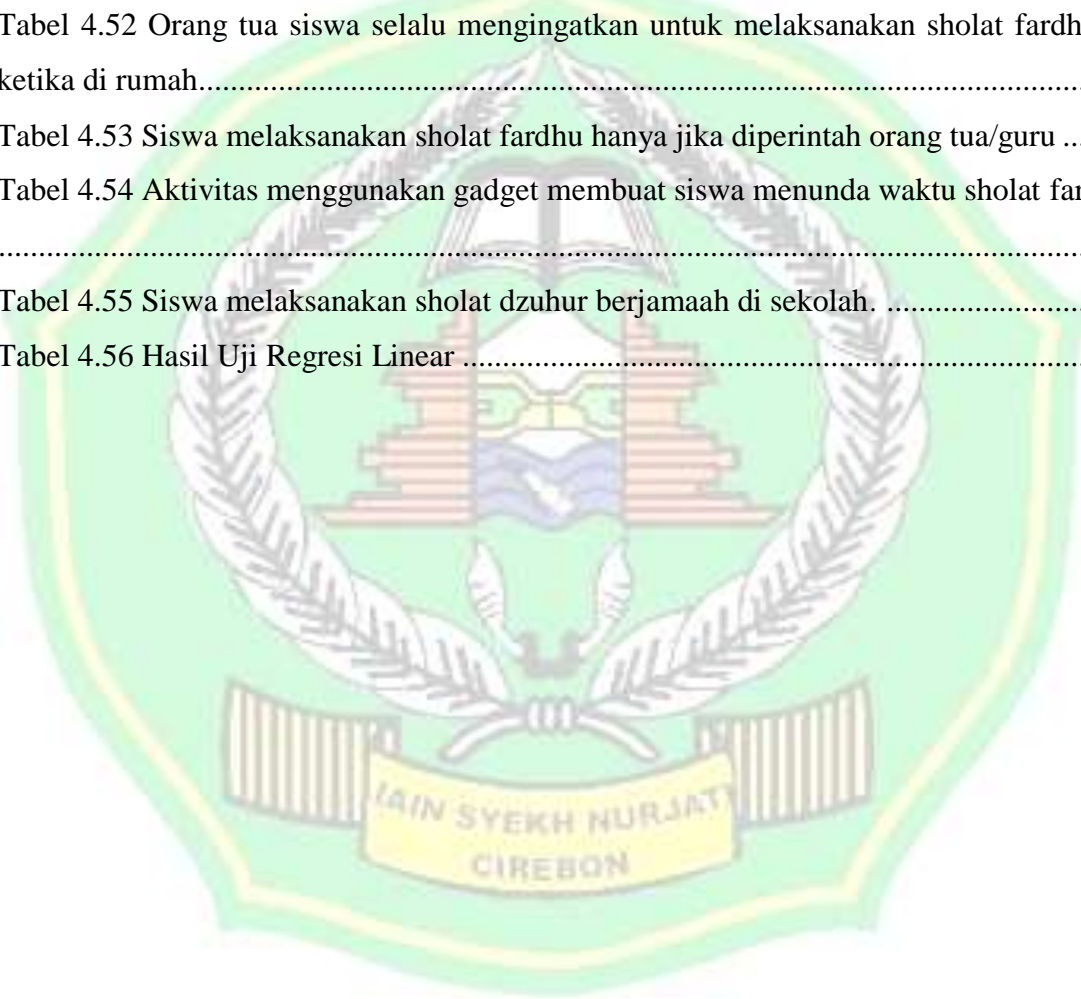 Tabel 4.52 Orang tua siswa selalu mengingatkan untuk melaksanakan sholat fardh
ketika di rumah...............................................................................................................
Tabel 4.53 Siswa melaksanakan sholat fardhu hanya jika diperintah orang tua/guru ...
Tabel 4.54 Aktivitas menggunakan gadget membuat siswa menunda waktu sholat far
........................................................................................................................................
Tabel 4.55 Siswa melaksanakan sholat dzuhur berjamaah di sekolah. ........................
Tabel 4.56 Hasil Uji Regresi Linear .............................................................................
IAIN SYEKH NURJATI
CIREBON